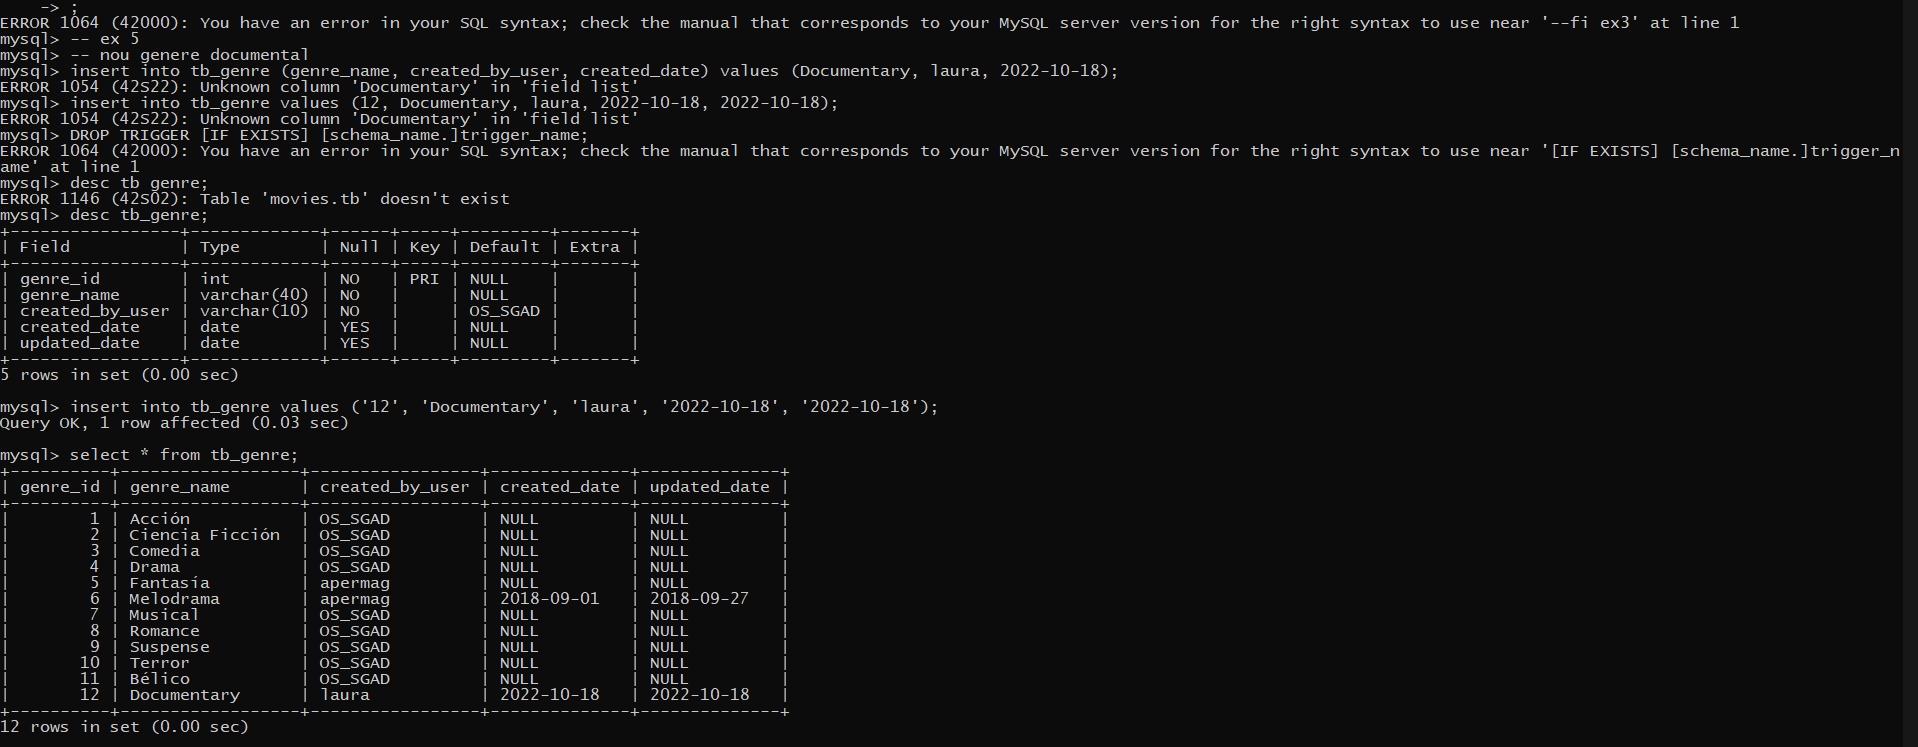 -> ;
ERROR 1064 (42000): You have an error in your SQL syntax; check the manual that corresponds to your MySQL server version for the right syntax to use near '--fi ex3' at line 1
mysql> -- ex 5
mysql> -- nou genere documental
mysql> insert into tb_genre (genre_name, created_by_user, created_date) values (Documentary, laura, 2022-10-18);
ERROR 1054 (42S22): Unknown column 'Documentary' in 'field list'
mysql> insert into tb_genre values (12, Documentary, laura, 2022-10-18, 2022-10-18);
ERROR 1054 (42S22): Unknown column 'Documentary' in 'field list'
mysql> DROP TRIGGER [IF EXISTS] [schema_name.]trigger_name;
ERROR 1064 (42000): You have an error in your SQL syntax; check the manual that corresponds to your MySQL server version for the right syntax to use near '[IF EXISTS] [schema_name.]trigger_n
ame' at line 1
mysql> desc tb genre;
ERROR 1146 (42S02): Table 'movies.tb' doesn't exist
mysql> desc tb_genre;
+-----------------+-------------+------+-----+---------+-------+
| Field           | Type        | Null | Key | Default | Extra |
+-----------------+-------------+------+-----+---------+-------+
| genre_id        | int         | NO   | PRI | NULL    |       |
| genre_name      | varchar(40) | NO   |     | NULL    |       |
| created_by_user | varchar(10) | NO   |     | OS_SGAD |       |
| created_date    | date        | YES  |     | NULL    |       |
| updated_date    | date        | YES  |     | NULL    |       |
+-----------------+-------------+------+-----+---------+-------+
5 rows in set (0.00 sec)

mysql> insert into tb_genre values ('12', 'Documentary', 'laura', '2022-10-18', '2022-10-18');
Query OK, 1 row affected (0.03 sec)

mysql> select * from tb_genre;
+----------+------------------+-----------------+--------------+--------------+
| genre_id | genre_name       | created_by_user | created_date | updated_date |
+----------+------------------+-----------------+--------------+--------------+
|        1 | Acción           | OS_SGAD         | NULL         | NULL         |
|        2 | Ciencia Ficción  | OS_SGAD         | NULL         | NULL         |
|        3 | Comedia          | OS_SGAD         | NULL         | NULL         |
|        4 | Drama            | OS_SGAD         | NULL         | NULL         |
|        5 | Fantasía         | apermag         | NULL         | NULL         |
|        6 | Melodrama        | apermag         | 2018-09-01   | 2018-09-27   |
|        7 | Musical          | OS_SGAD         | NULL         | NULL         |
|        8 | Romance          | OS_SGAD         | NULL         | NULL         |
|        9 | Suspense         | OS_SGAD         | NULL         | NULL         |
|       10 | Terror           | OS_SGAD         | NULL         | NULL         |
|       11 | Bélico           | OS_SGAD         | NULL         | NULL         |
|       12 | Documentary      | laura           | 2022-10-18   | 2022-10-18   |
+----------+------------------+-----------------+--------------+--------------+
12 rows in set (0.00 sec)